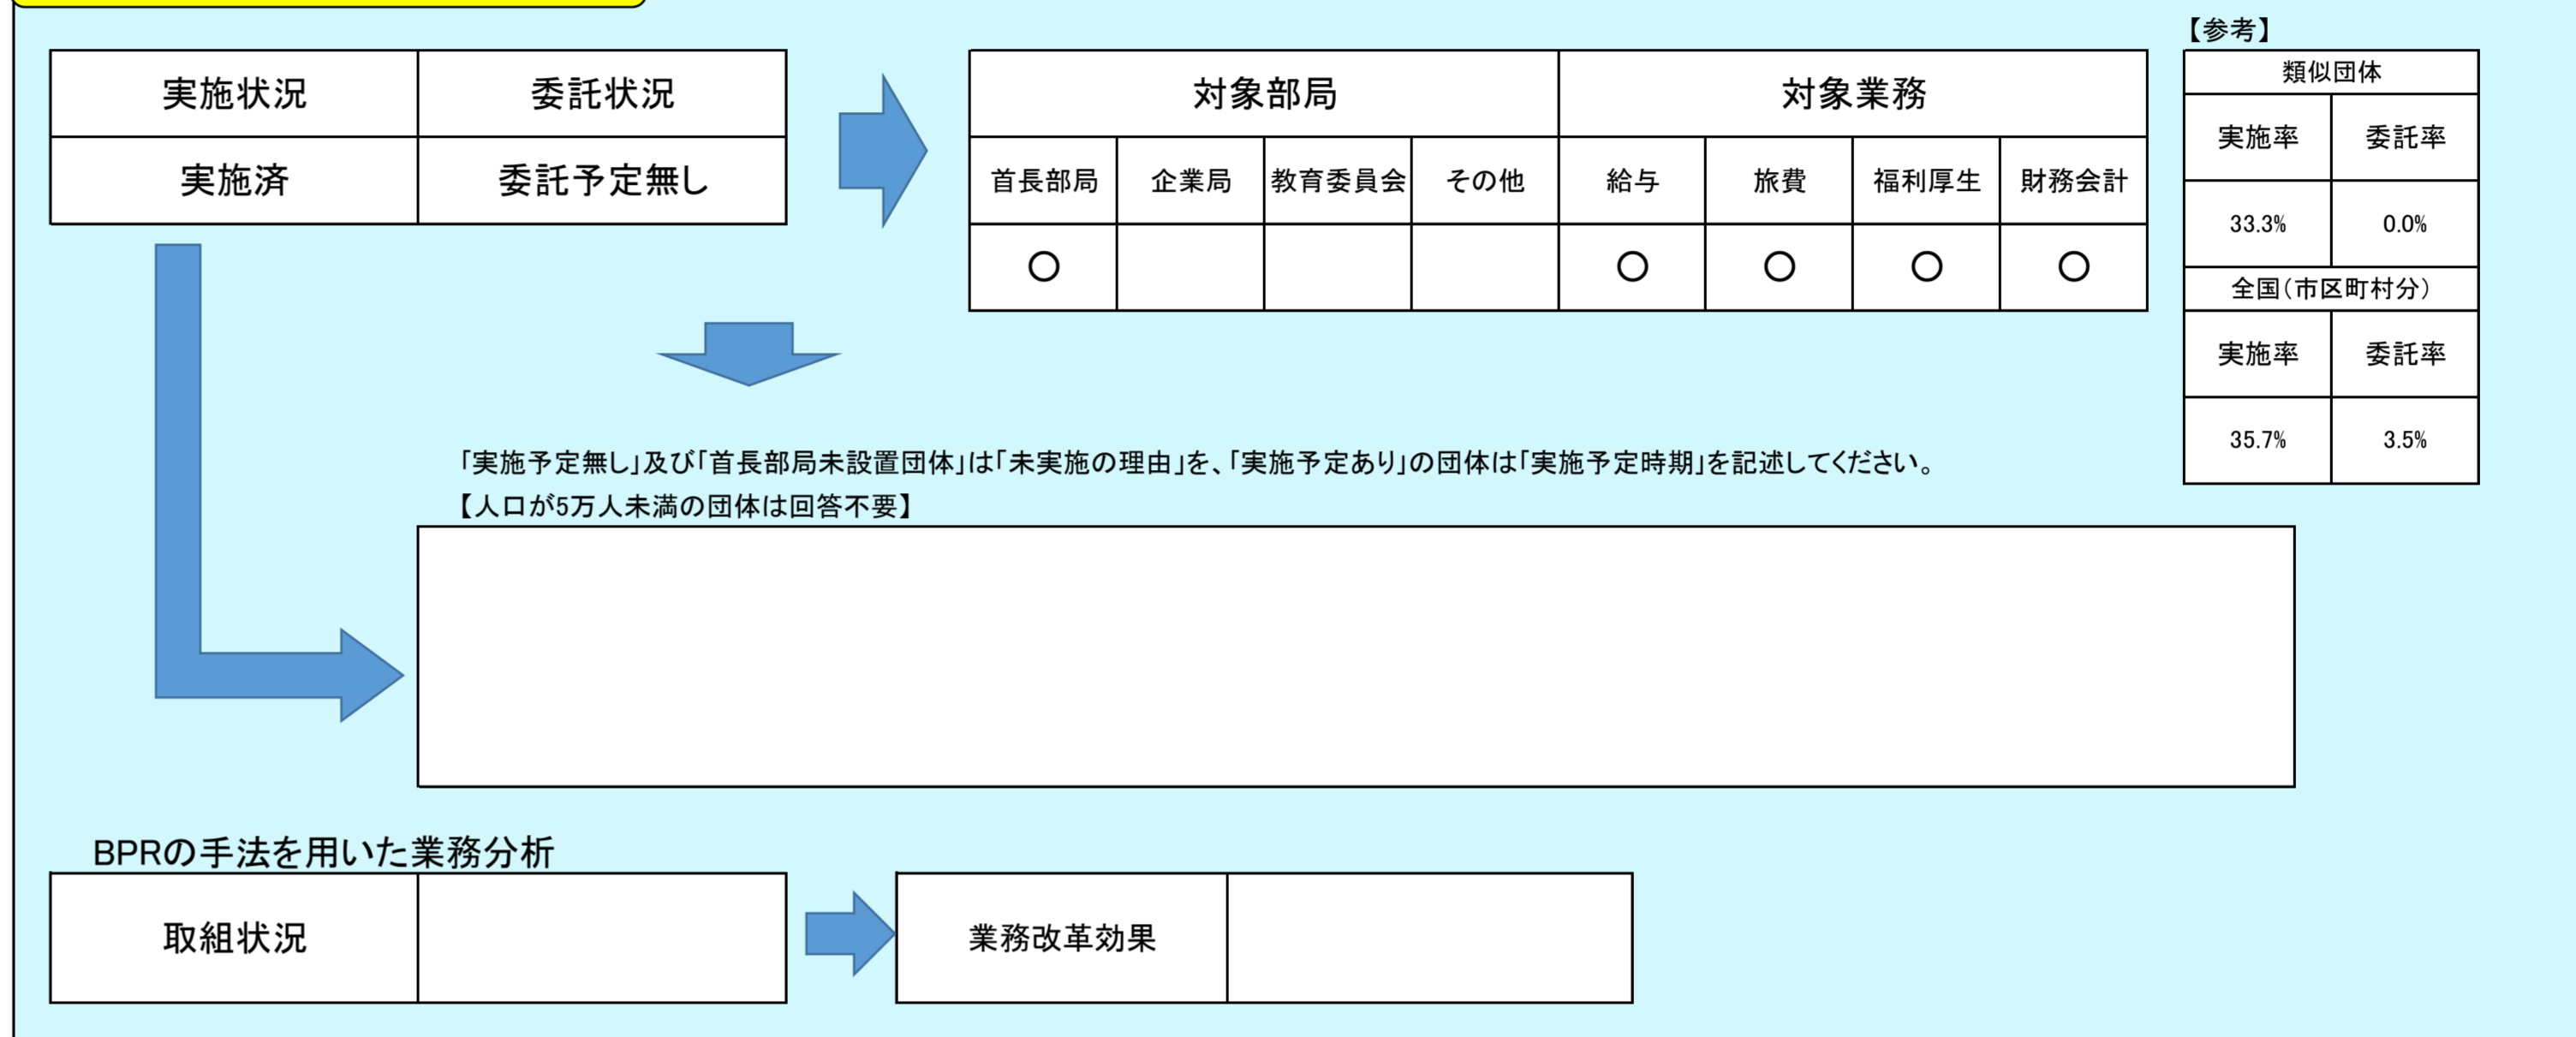 【参考】
実施状況 委託状況
実施済 委託予定無し
対象部局 対象業務
首長部局 企業局 教育委員会 その他 給与 旅費 福利厚生 財務会計
○ ○ ○ ○ ○
類似団体
実施率 委託率
33.3% 0.0%
全国(市区町村分)
実施率 委託率
35.7% 3.5%
「実施予定無し」及び「首長部局未設置団体」は「未実施の理由」を、「実施予定あり」の団体は「実施予定時期」を記述してください。
【人口が5万人未満の団体は回答不要】
BPRの手法を用いた業務分析
取組状況
業務改革効果